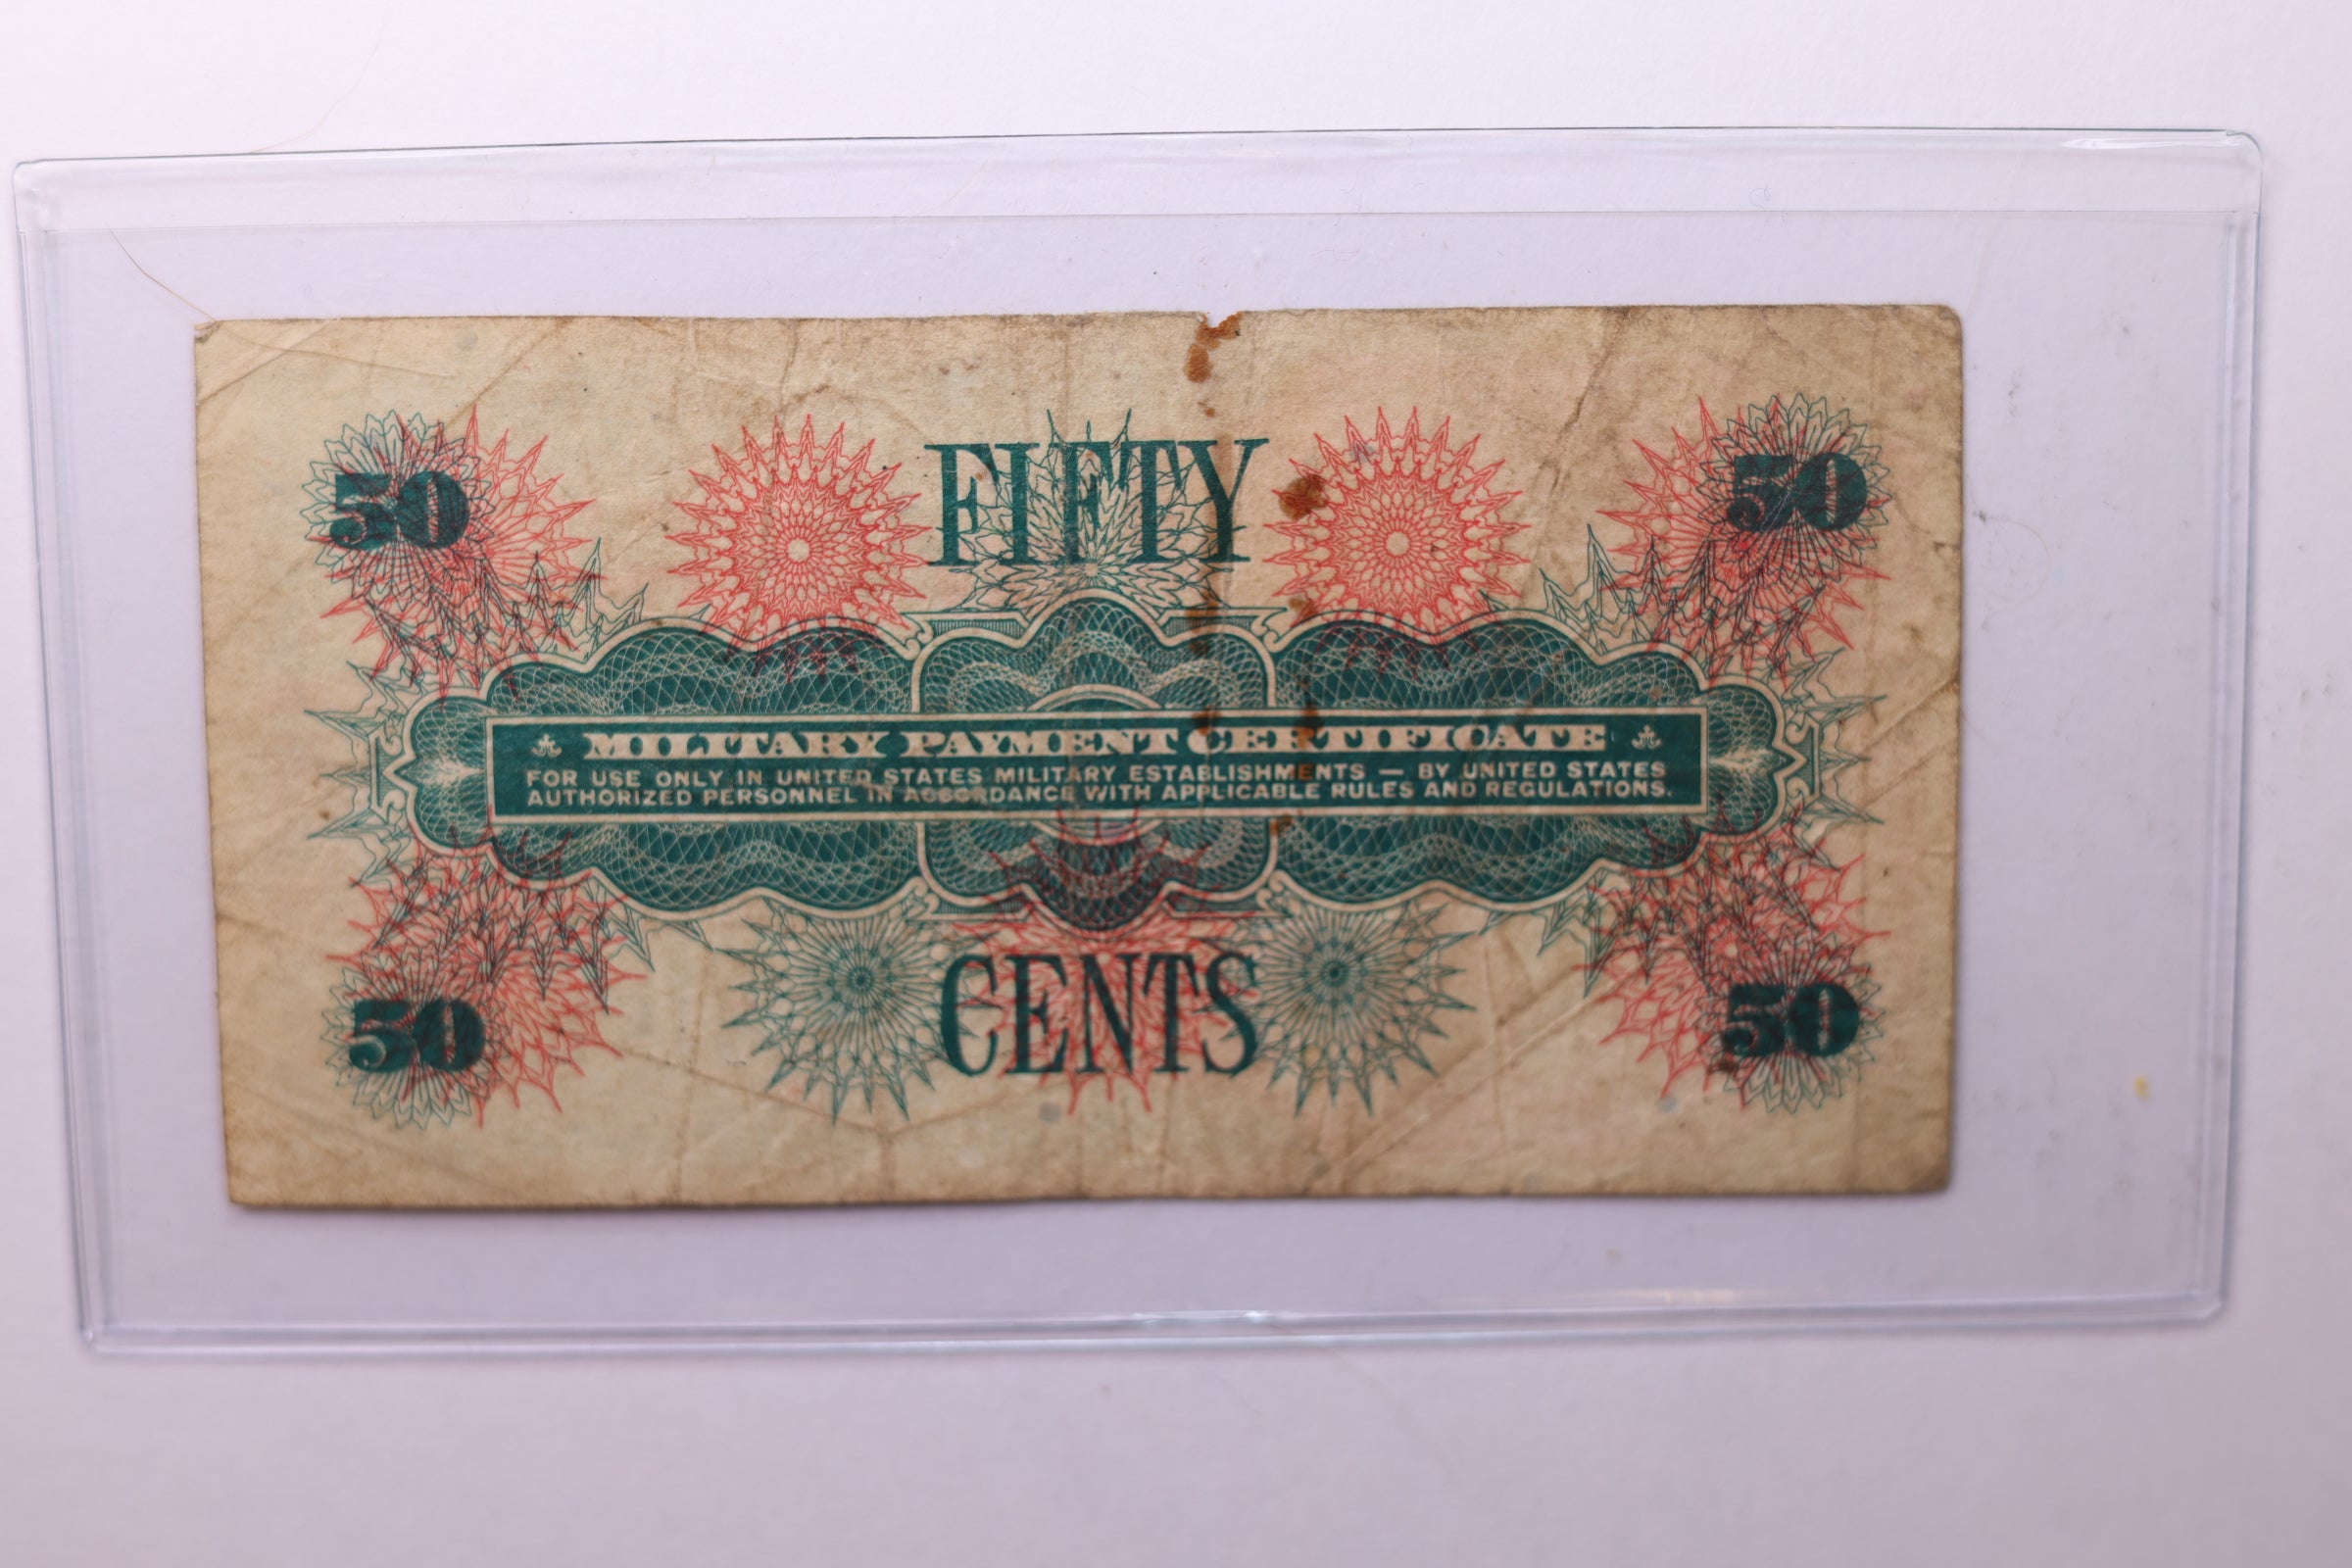 50 FIFTY 50
MILITARY PAYMENT CERTIFICATE
FOR USE ONLY IN UNITED STATES MILITARY ESTABLISHMENTS — BY UNITED STATES
AUTHORIZED PERSONNEL IN ACCORDANCE WITH APPLICABLE RULES AND REGULATIONS.
50 CENTS 50